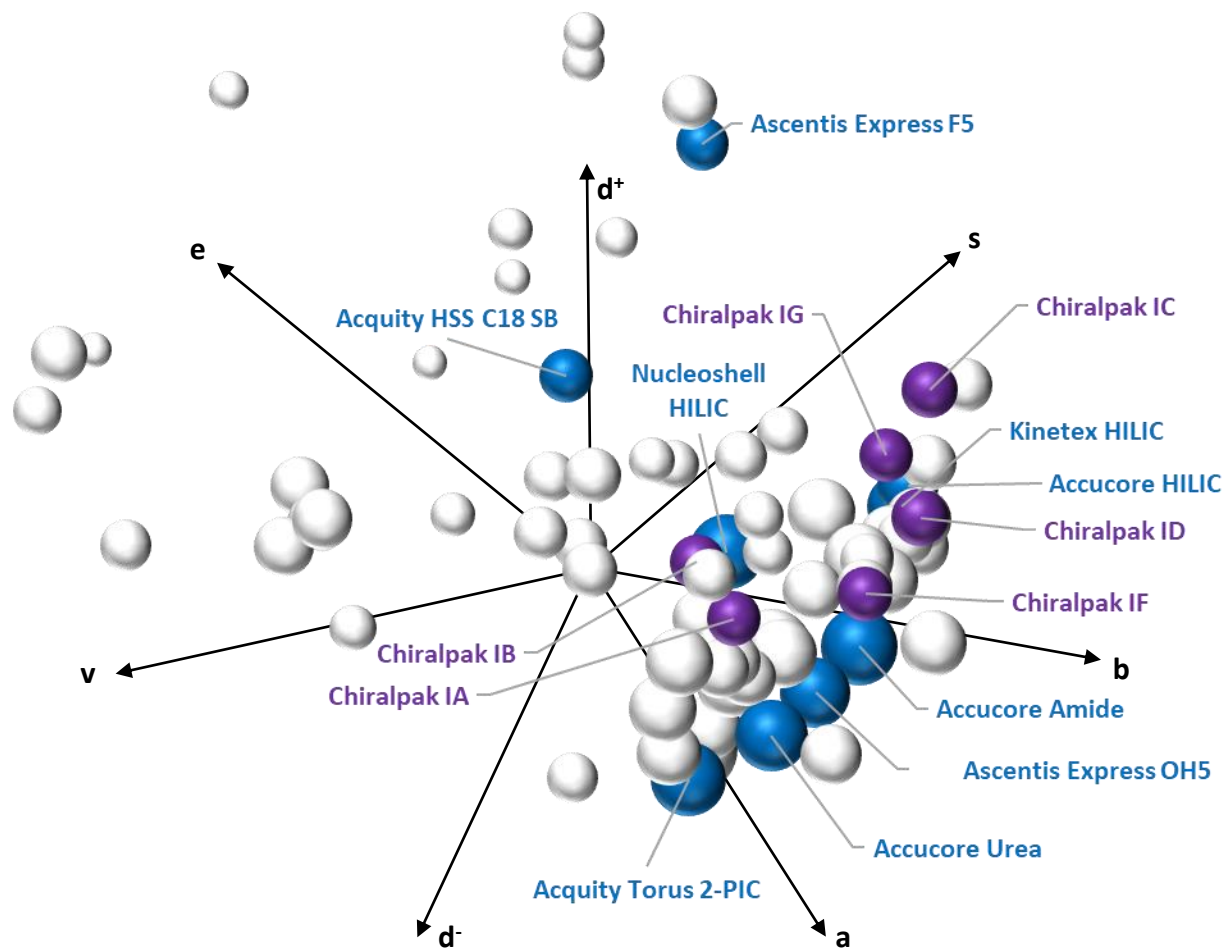 Ascentis Express F5
d⁺
s
e
Chiralpak IC
Chiralpak IG
Acquity HSS C18 SB
Nucleoshell
HILIC
Kinetex HILIC
Accucore HILIC
Chiralpak ID
Chiralpak IF
Chiralpak IB
v
b
Chiralpak IA
Accucore Amide
Ascentis Express OH5
Accucore Urea
Acquity Torus 2-PIC
d⁻
a